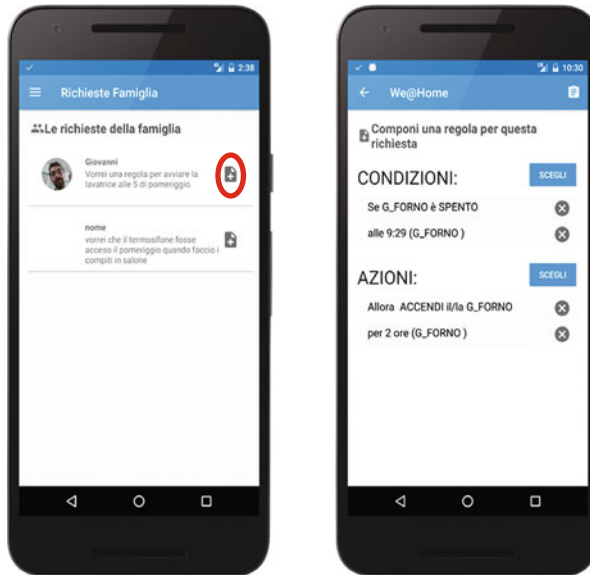 2:38
Richieste Famiglia
Le richieste della famiglia
Giovanni
Vorrei una regola per avviare la
lavatrice alle 5 di pomeriggio.
nome
vorrei che il termosifone fosse
acceso il pomeriggio quando faccio i
compiti in salone
10:30
We@Home
Componi una regola per questa
richiesta
CONDIZIONI:
SCEGLI
Se G_FORNO è SPENTO
alle 9:29 (G_FORNO )
AZIONI:
SCEGLI
Allora ACCENDI il/la G_FORNO
per 2 ore (G_FORNO )